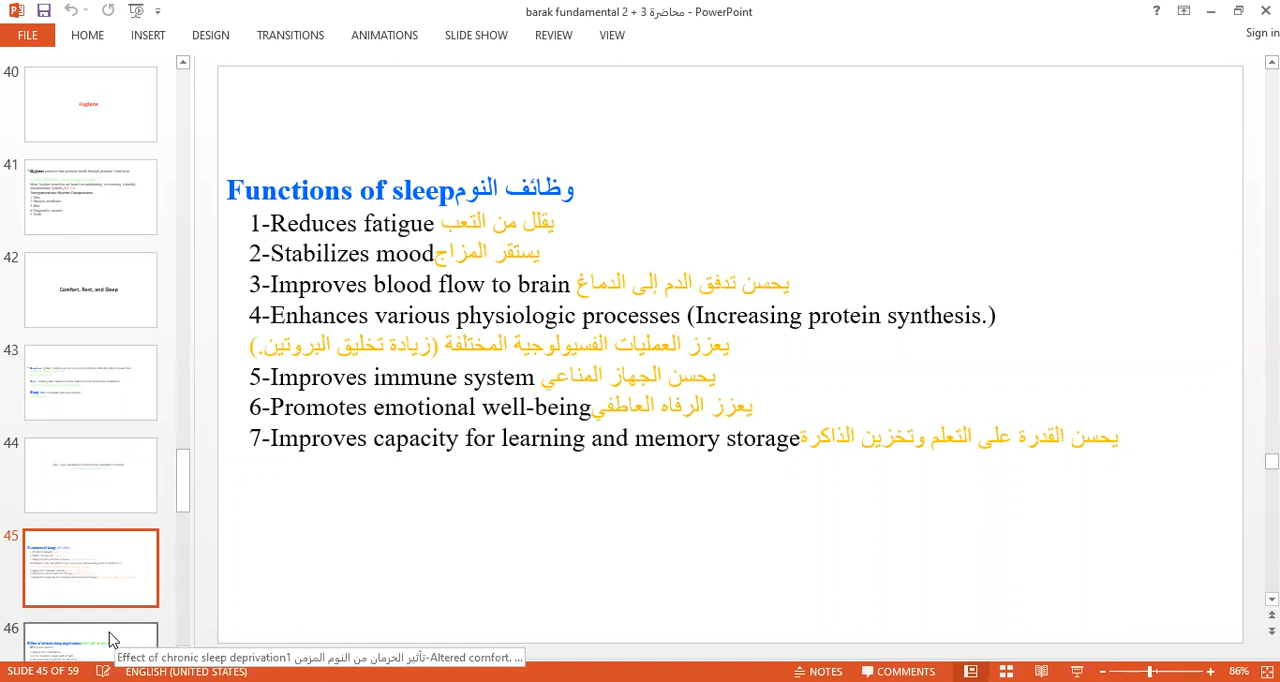 barak fundamental 2 + 3 محاضرة - PowerPoint
FILE HOME INSERT DESIGN TRANSITIONS ANIMATIONS SLIDE SHOW REVIEW VIEW Sign in
40
Hygiene
41
42
Comfort, Rest, and Sleep
43
44
45
46
Functions of sleepوظائف النوم
1-Reduces fatigue يقلل من التعب
2-Stabilizes moodيستقر المزاج
3-Improves blood flow to brain يحسن تدفق الدم إلى الدماغ
4-Enhances various physiologic processes (Increasing protein synthesis.)
يعزز العمليات الفسيولوجية المختلفة (زيادة تخليق البروتين.)
5-Improves immune system يحسن الجهاز المناعي
6-Promotes emotional well-beingيعزز الرفاه العاطفي
7-Improves capacity for learning and memory storageيحسن القدرة على التعلم وتخزين الذاكرة
Effect of chronic sleep deprivation1 تأثير الحرمان من النوم المزمن-Altered comfort. ...
SLIDE 45 OF 59 ENGLISH (UNITED STATES) NOTES COMMENTS 86%